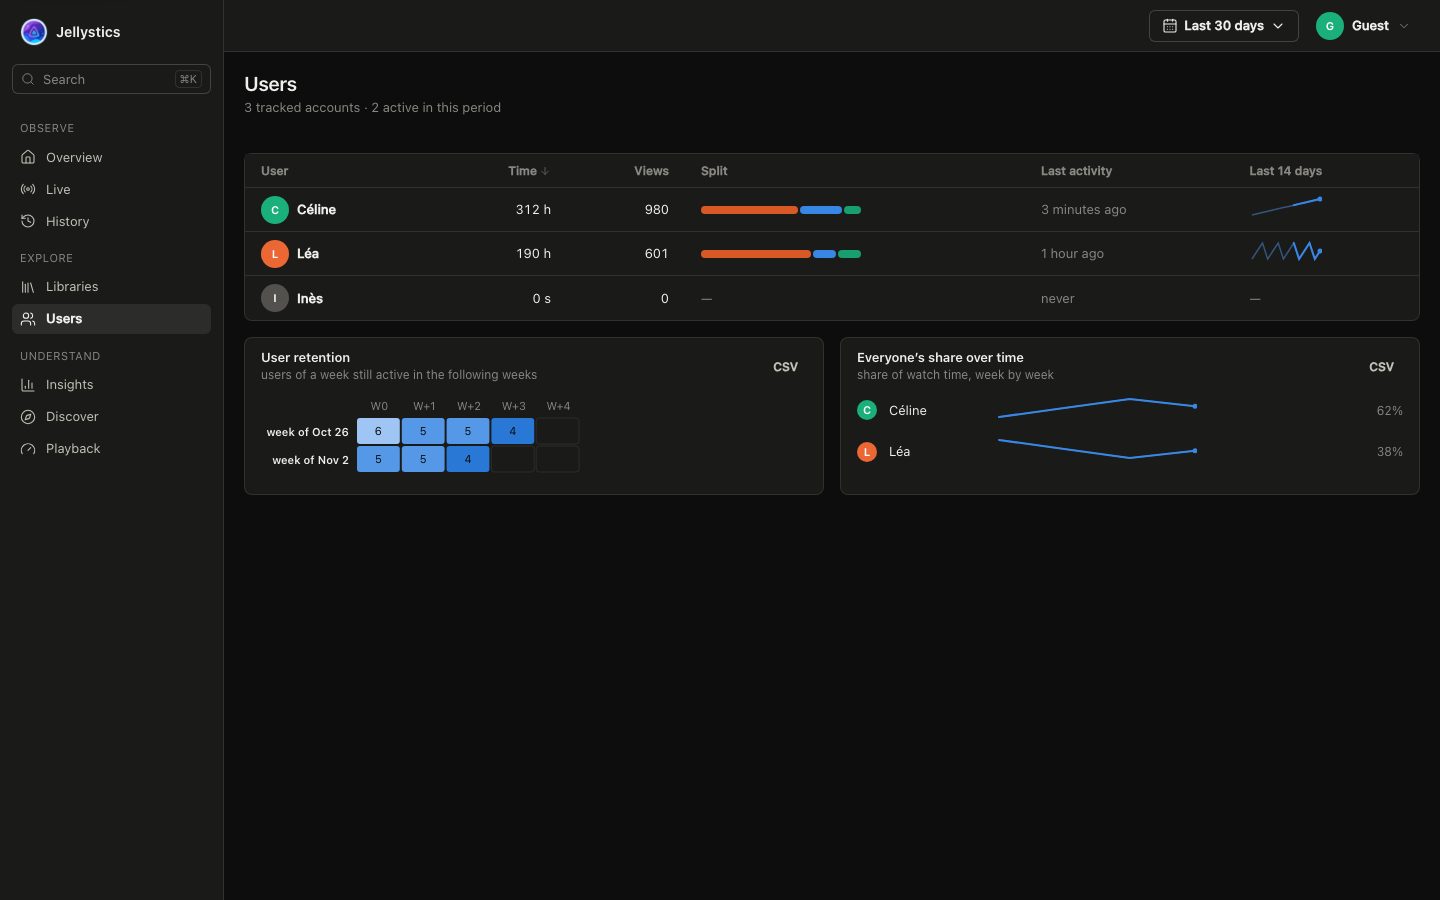 Jellystics
Search ⌘K
Last 30 days
G Guest
OBSERVE
Overview
Live
History
EXPLORE
Libraries
Users
UNDERSTAND
Insights
Discover
Playback
Users
3 tracked accounts · 2 active in this period
User Time ↓ Views Split Last activity Last 14 days
C Céline 312 h 980 3 minutes ago
L Léa 190 h 601 1 hour ago
I Inès 0 s 0 — never —
User retention
users of a week still active in the following weeks
CSV
W0 W+1 W+2 W+3 W+4
week of Oct 26 6 5 5 4
week of Nov 2 5 5 4
Everyone’s share over time
share of watch time, week by week
CSV
C Céline 62%
L Léa 38%